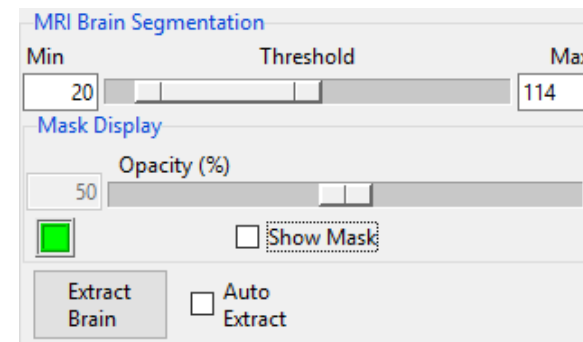 MRI Brain Segmentation
Min Threshold
20 114
Mask Display
Opacity (%)
50
Show Mask
Extract Brain
Auto Extract